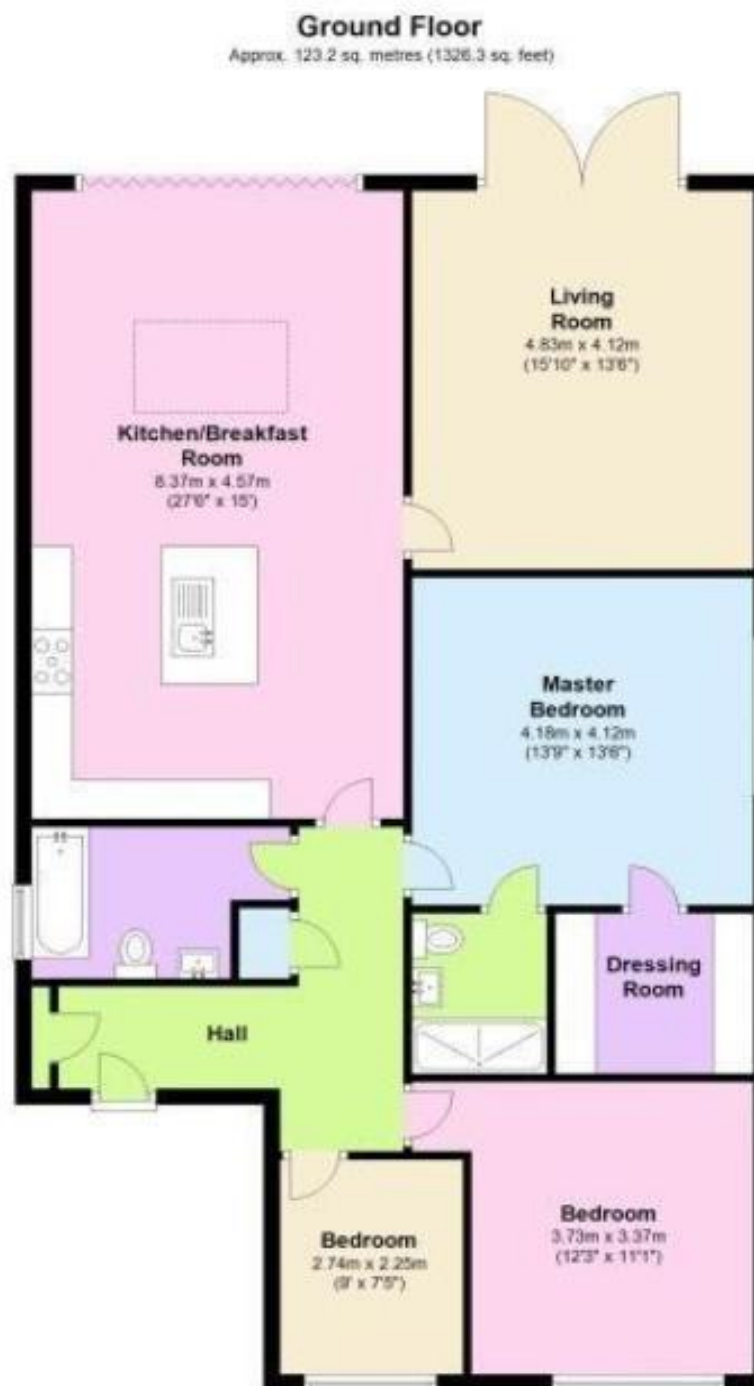 Ground Floor
Approx. 123.2 sq. metres (1326.3 sq. feet)
Living
Room
4.83m x 4.12m
(15'10" x 13'6")
Kitchen/Breakfast
Room
8.37m x 4.57m
(27'6" x 15')
Master
Bedroom
4.18m x 4.12m
(13'9" x 13'6")
Dressing
Room
Hall
Bedroom
3.73m x 3.37m
(12'3" x 11'1")
Bedroom
2.74m x 2.25m
(9' x 7'5")